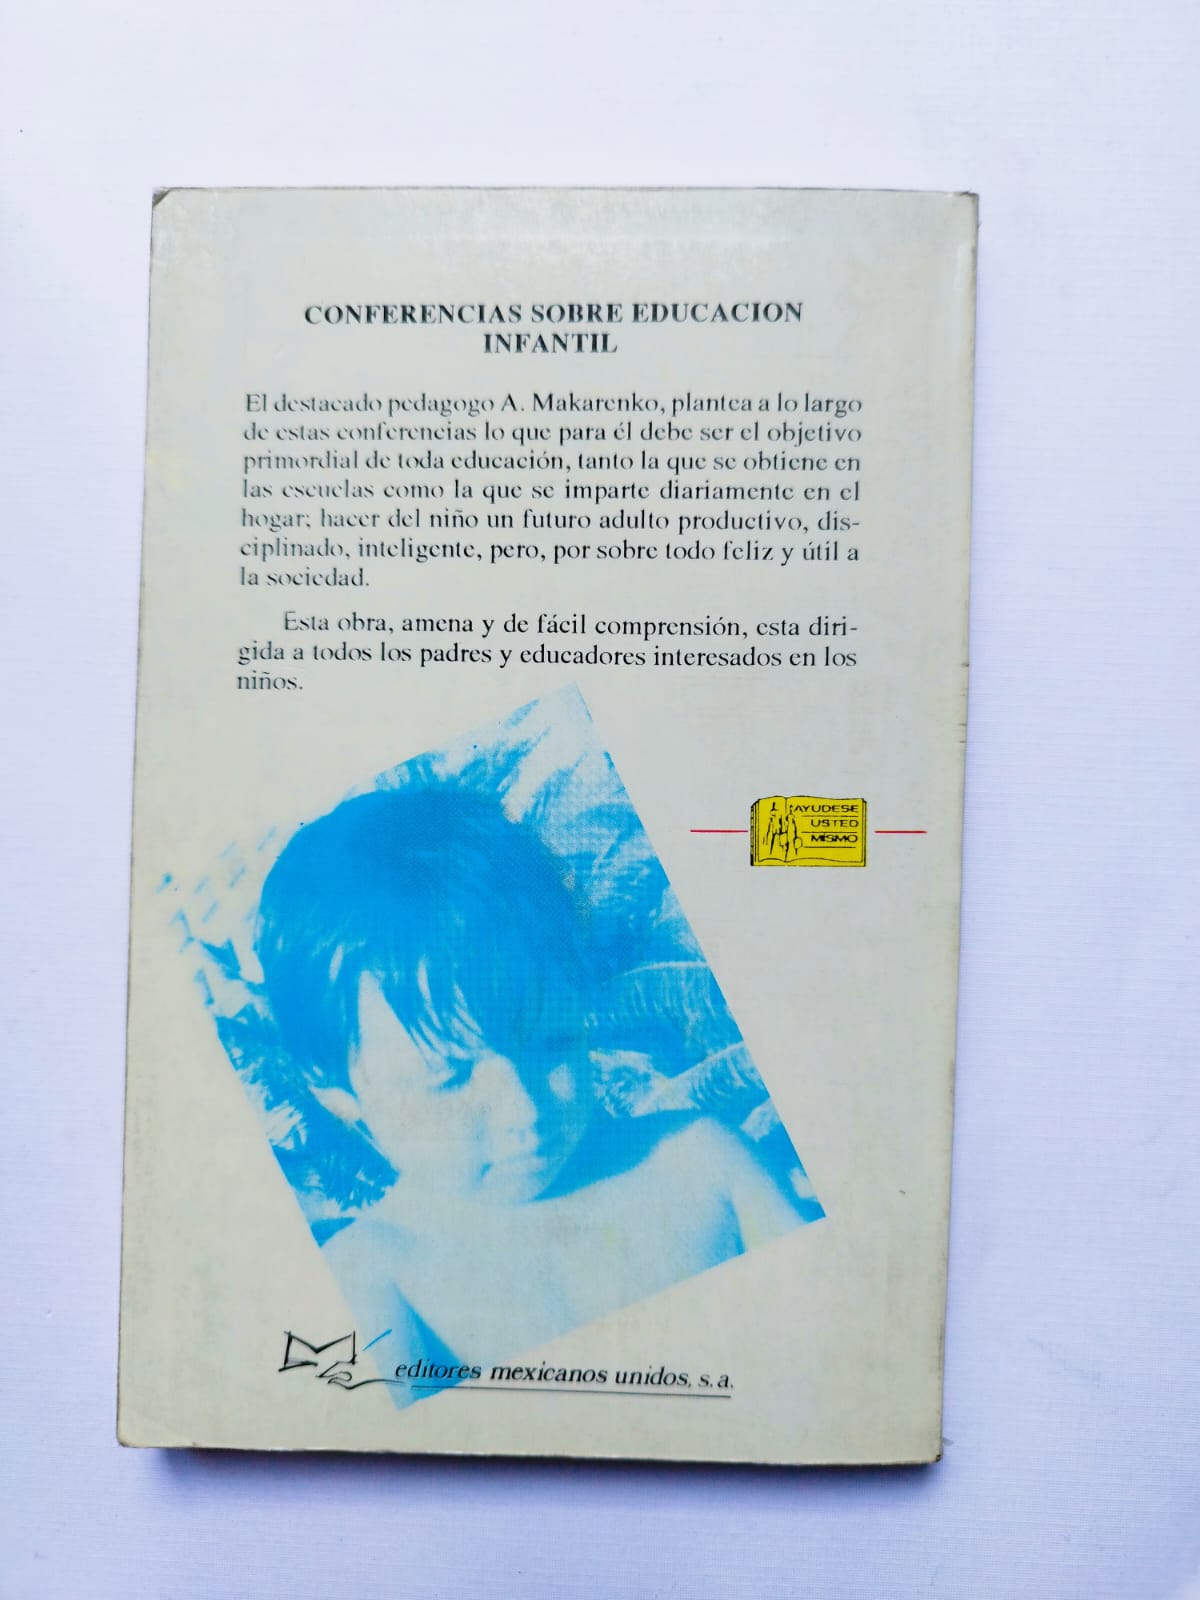 CONFERENCIAS SOBRE EDUCACION
INFANTIL
El destacado pedagogo A. Makarenko, plantea a lo largo
de estas conferencias lo que para él debe ser el objetivo
primordial de toda educación, tanto la que se obtiene en
las escuelas como la que se imparte diariamente en el
hogar; hacer del niño un futuro adulto productivo, dis-
ciplinado, inteligente, pero, por sobre todo feliz y útil a
la sociedad.
Esta obra, amena y de fácil comprensión, esta diri-
gida a todos los padres y educadores interesados en los
niños.
AYUDESE
USTED
MISMO
editores mexicanos unidos, s.a.